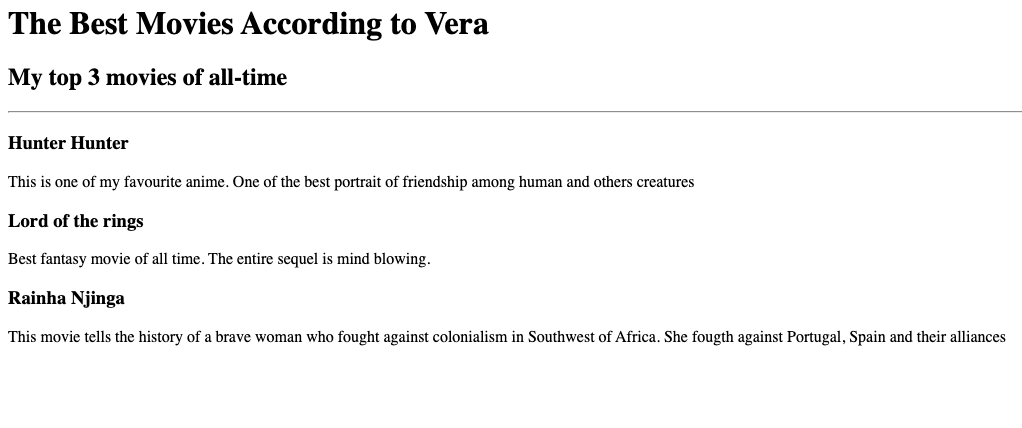 The Best Movies According to Vera
My top 3 movies of all-time
Hunter Hunter
This is one of my favourite anime. One of the best portrait of friendship among human and others creatures
Lord of the rings
Best fantasy movie of all time. The entire sequel is mind blowing.
Rainha Njinga
This movie tells the history of a brave woman who fought against colonialism in Southwest of Africa. She fougth against Portugal, Spain and their alliances